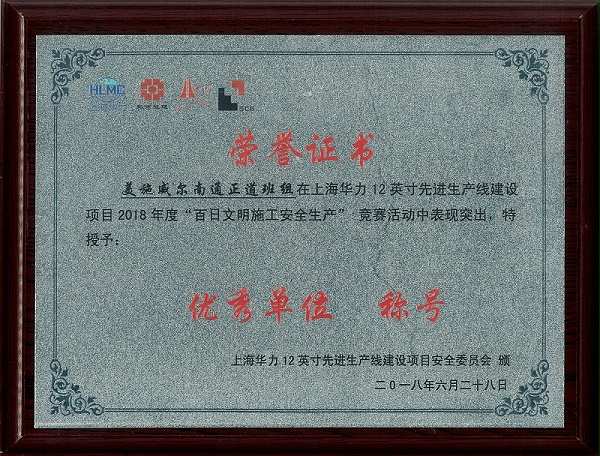 HLMC
SCB
荣誉证书
美施威尔南通正道班组在上海华力12英寸先进生产线建设
项目2018年度“百日文明施工安全生产” 竞赛活动中表现突出，特
授予：
优秀单位 称号
上海华力12英寸先进生产线建设项目安全委员会 颁
二0一八年六月二十八日